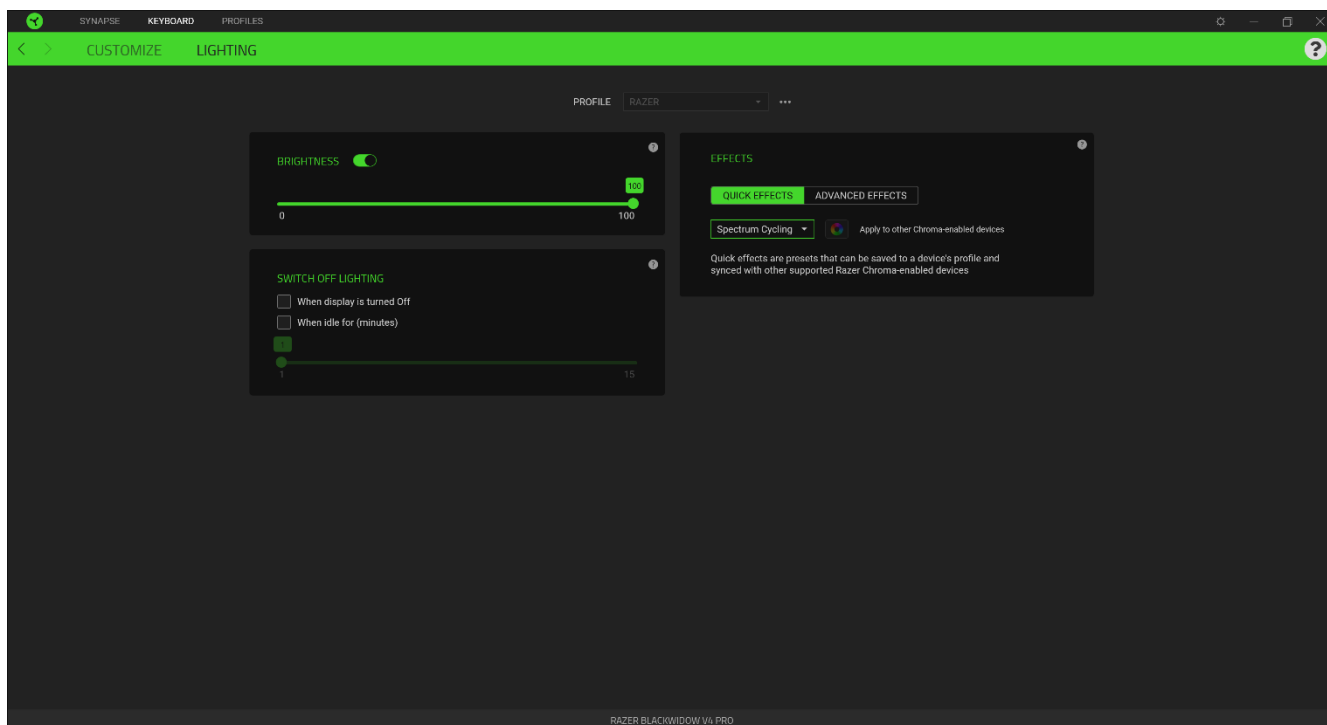 SYNAPSE KEYBOARD PROFILES
CUSTOMIZE LIGHTING
?
PROFILE RAZER
BRIGHTNESS
?
100
0 100
SWITCH OFF LIGHTING
?
When display is turned Off
When idle for (minutes)
1
1 15
EFFECTS
?
QUICK EFFECTS ADVANCED EFFECTS
Spectrum Cycling Apply to other Chroma-enabled devices
Quick effects are presets that can be saved to a device's profile and
synced with other supported Razer Chroma-enabled devices
RAZER BLACKWIDOW V4 PRO